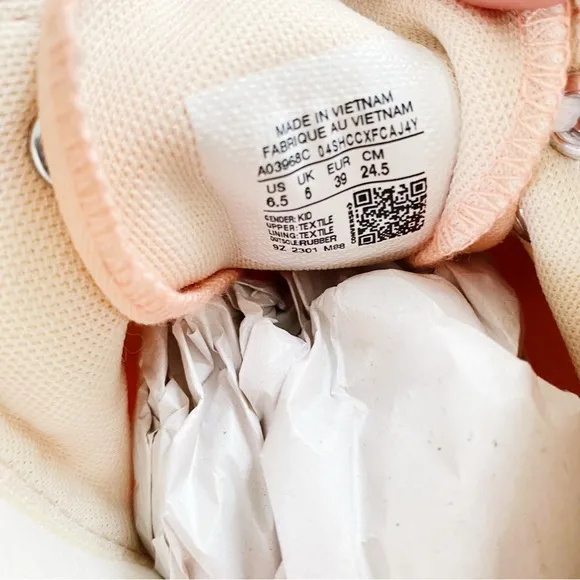 MADE IN VIETNAM
FABRIQUE AU VIETNAM
A03968C 04SHCCXFCAJ4Y
US UK EUR CM
6.5 6 39 24.5
GENDER: KID
UPPER: TEXTILE
LINING: TEXTILE
OUTSOLE: RUBBER
9Z 2301 M88